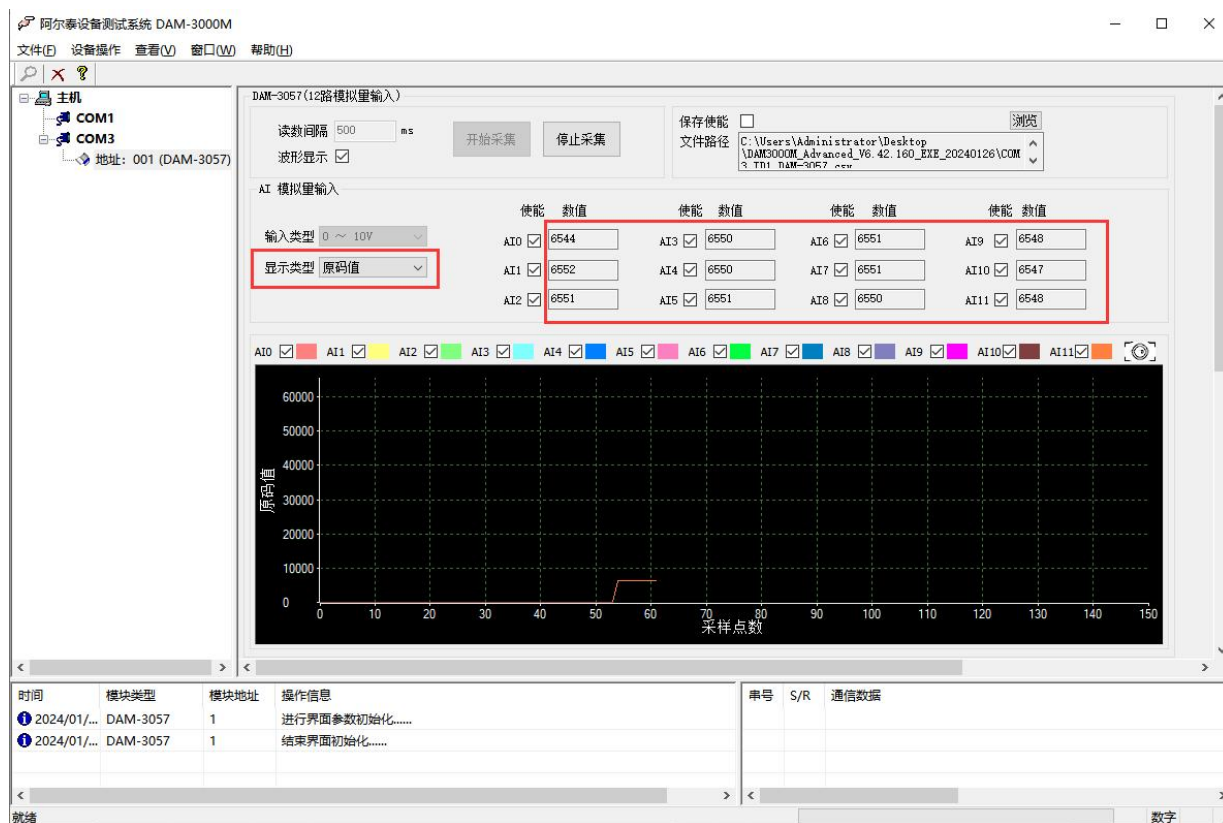 阿尔泰设备测试系统 DAM-3000M
文件(F) 设备操作 查看(V) 窗口(W) 帮助(H)
主机
COM1
COM3
地址：001 (DAM-3057)
DAM-3057(12路模拟量输入)
读数间隔 500 ms 开始采集 停止采集
波形显示
保存使能 浏览
文件路径 C:\Users\Administrator\Desktop
\DAM3000M_Advanced_V6.42.160_EXE_20240126\COM
3_ID1_DAM-3057.csv
AI 模拟量输入
使能 数值 使能 数值 使能 数值 使能 数值
输入类型 0 ～ 10V AI0 6544 AI3 6550 AI6 6551 AI9 6548
显示类型 原码值 AI1 6552 AI4 6550 AI7 6551 AI10 6547
AI2 6551 AI5 6551 AI8 6550 AI11 6548
AI0 AI1 AI2 AI3 AI4 AI5 AI6 AI7 AI8 AI9 AI10 AI11
60000
50000
40000
30000
20000
10000
0
原码值
0 10 20 30 40 50 60 70 80 90 100 110 120 130 140 150
采样点数
时间 模块类型 模块地址 操作信息
2024/01/... DAM-3057 1 进行界面参数初始化......
2024/01/... DAM-3057 1 结束界面初始化......
串号 S/R 通信数据
就绪 数字